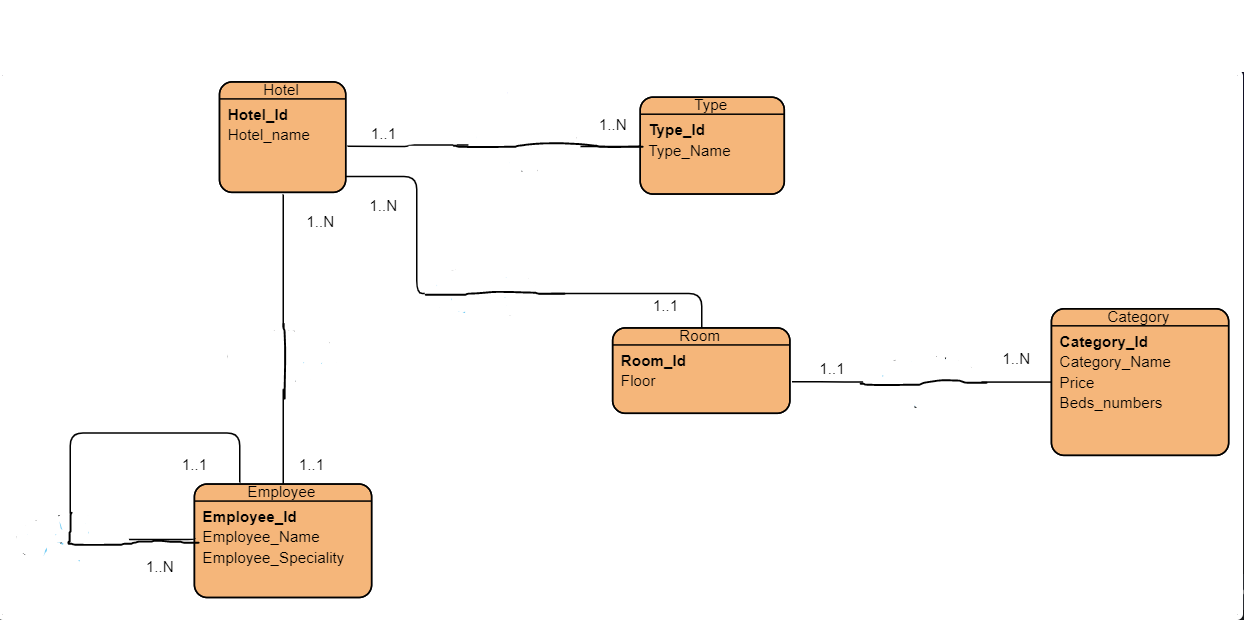 Hotel
Hotel_Id
Hotel_name
1..1
1..N
Type
Type_Id
Type_Name
1..N
1..N
1..1
Room
Room_Id
Floor
1..1
1..N
Category
Category_Id
Category_Name
Price
Beds_numbers
1..1
1..1
Employee
Employee_Id
Employee_Name
Employee_Speciality
1..N